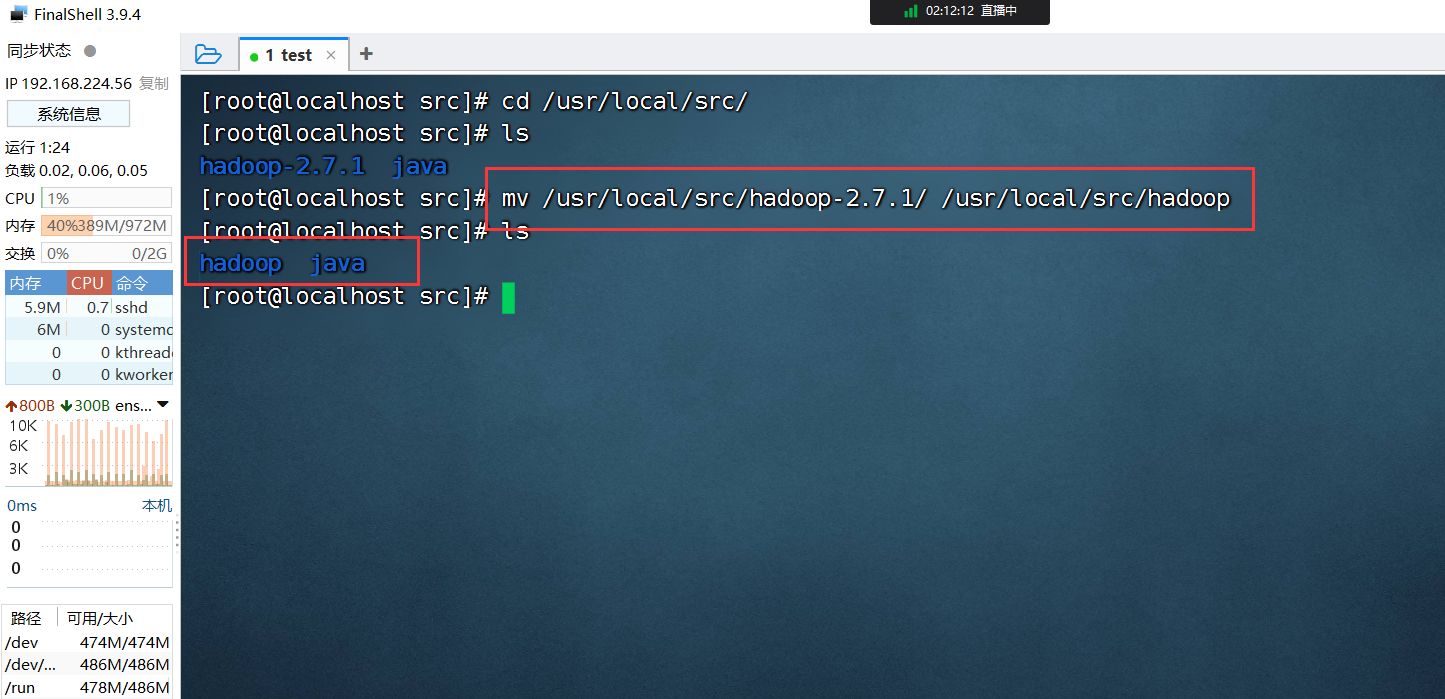 FinalShell 3.9.4
02:12:12 直播中
同步状态
1 test
IP 192.168.224.56 复制
系统信息
运行 1:24
负载 0.02, 0.06, 0.05
CPU 1%
内存 40%389M/972M
交换 0% 0/2G
内存 CPU 命令
5.9M 0.7 sshd
6M 0 systemd
0 0 kthread
0 0 kworker
800B 300B ens...
10K
6K
3K
0ms 本机
0
0
0
路径 可用/大小
/dev 474M/474M
/dev/... 486M/486M
/run 478M/486M
[root@localhost src]# cd /usr/local/src/
[root@localhost src]# ls
hadoop-2.7.1 java
[root@localhost src]# mv /usr/local/src/hadoop-2.7.1/ /usr/local/src/hadoop
[root@localhost src]# ls
hadoop java
[root@localhost src]#